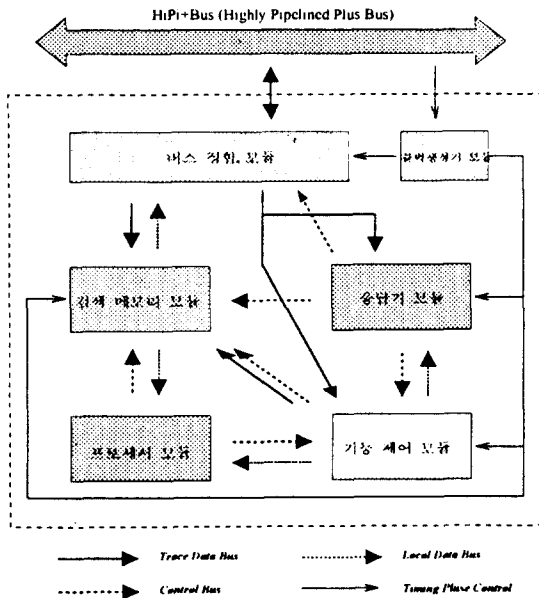 HiPi+Bus (Highly Pipelined Plus Bus)
버스 정합 모듈
클럭생성기 모듈
검색 메모리 모듈
응답기 모듈
프로세서 모듈
기능 제어 모듈
Trace Data Bus
Local Data Bus
Control Bus
Timing Pluse Control